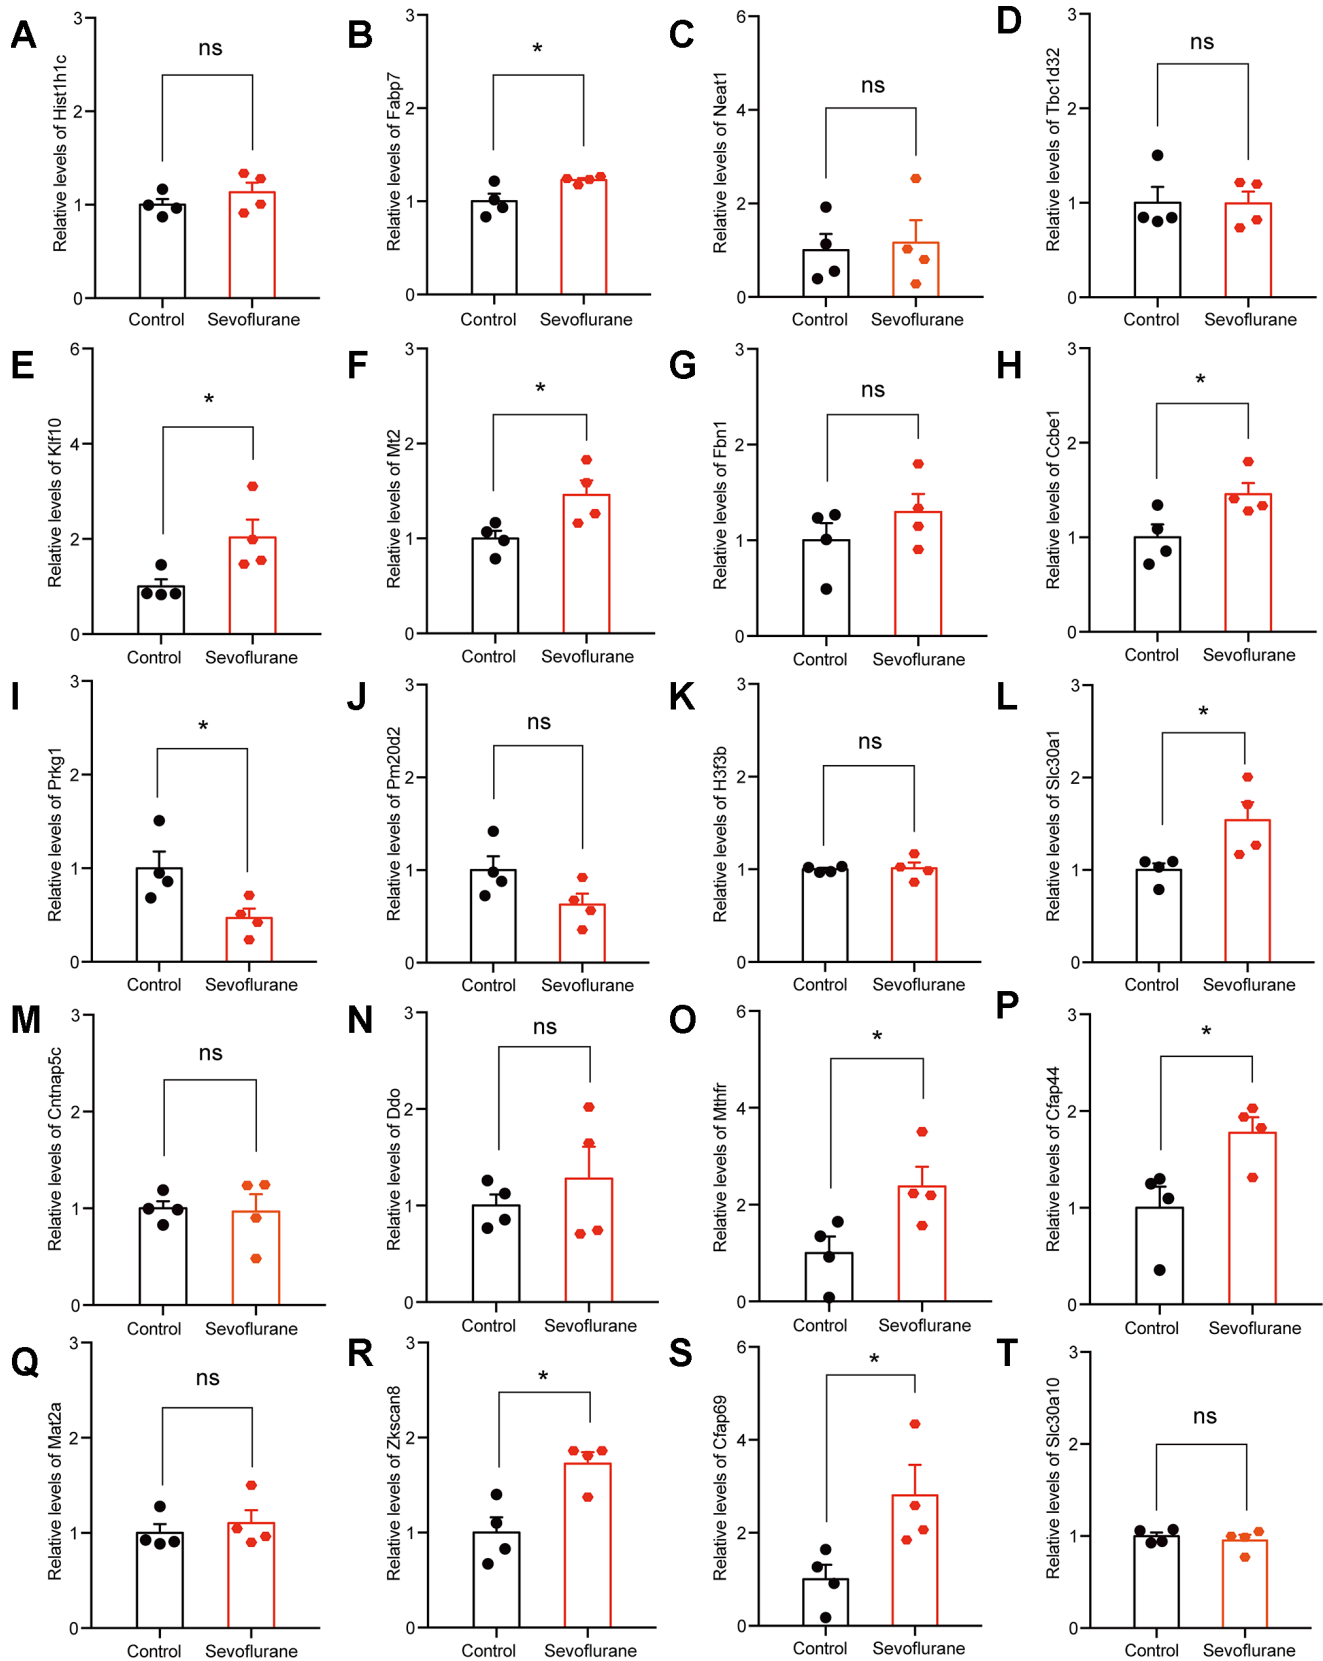 A
Relative levels of Hist1h1c
3
2
1
0
ns
Control Sevoflurane
B
Relative levels of Fabp7
3
2
1
0
*
Control Sevoflurane
C
Relative levels of Neat1
6
4
2
0
ns
Control Sevoflurane
D
Relative levels of Tbc1d32
3
2
1
0
ns
Control Sevoflurane
E
Relative levels of Klf10
6
4
2
0
*
Control Sevoflurane
F
Relative levels of Mt2
3
2
1
0
*
Control Sevoflurane
G
Relative levels of Fbn1
3
2
1
0
ns
Control Sevoflurane
H
Relative levels of Ccbe1
3
2
1
0
*
Control Sevoflurane
I
Relative levels of Prkg1
3
2
1
0
*
Control Sevoflurane
J
Relative levels of Pm20d2
3
2
1
0
ns
Control Sevoflurane
K
Relative levels of H3f3b
3
2
1
0
ns
Control Sevoflurane
L
Relative levels of Slc30a1
3
2
1
0
*
Control Sevoflurane
M
Relative levels of Cntnap5c
3
2
1
0
ns
Control Sevoflurane
N
Relative levels of Ddo
3
2
1
0
ns
Control Sevoflurane
O
Relative levels of Mthfr
6
4
2
0
*
Control Sevoflurane
P
Relative levels of Cfap44
3
2
1
0
*
Control Sevoflurane
Q
Relative levels of Mat2a
3
2
1
0
ns
Control Sevoflurane
R
Relative levels of Zkscan8
3
2
1
0
*
Control Sevoflurane
S
Relative levels of Cfap69
6
4
2
0
*
Control Sevoflurane
T
Relative levels of Slc30a10
3
2
1
0
ns
Control Sevoflurane